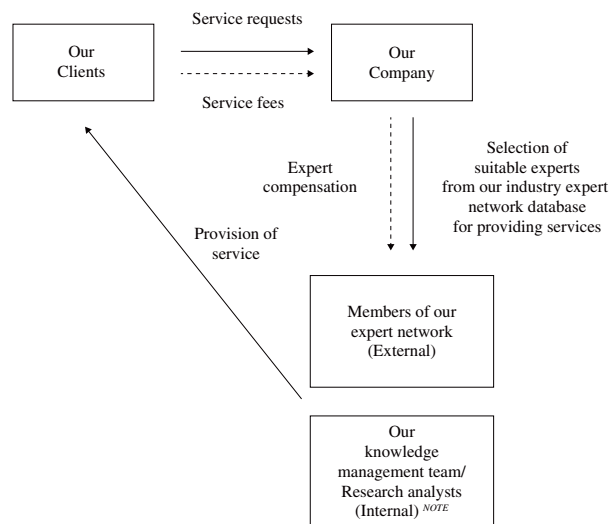 Service requests
Our
Clients
Our
Company
Service fees
Expert
compensation
Selection of
suitable experts
from our industry expert
network database
for providing services
Provision of
service
Members of our
expert network
(External)
Our
knowledge
management team/
Research analysts
(Internal) NOTE